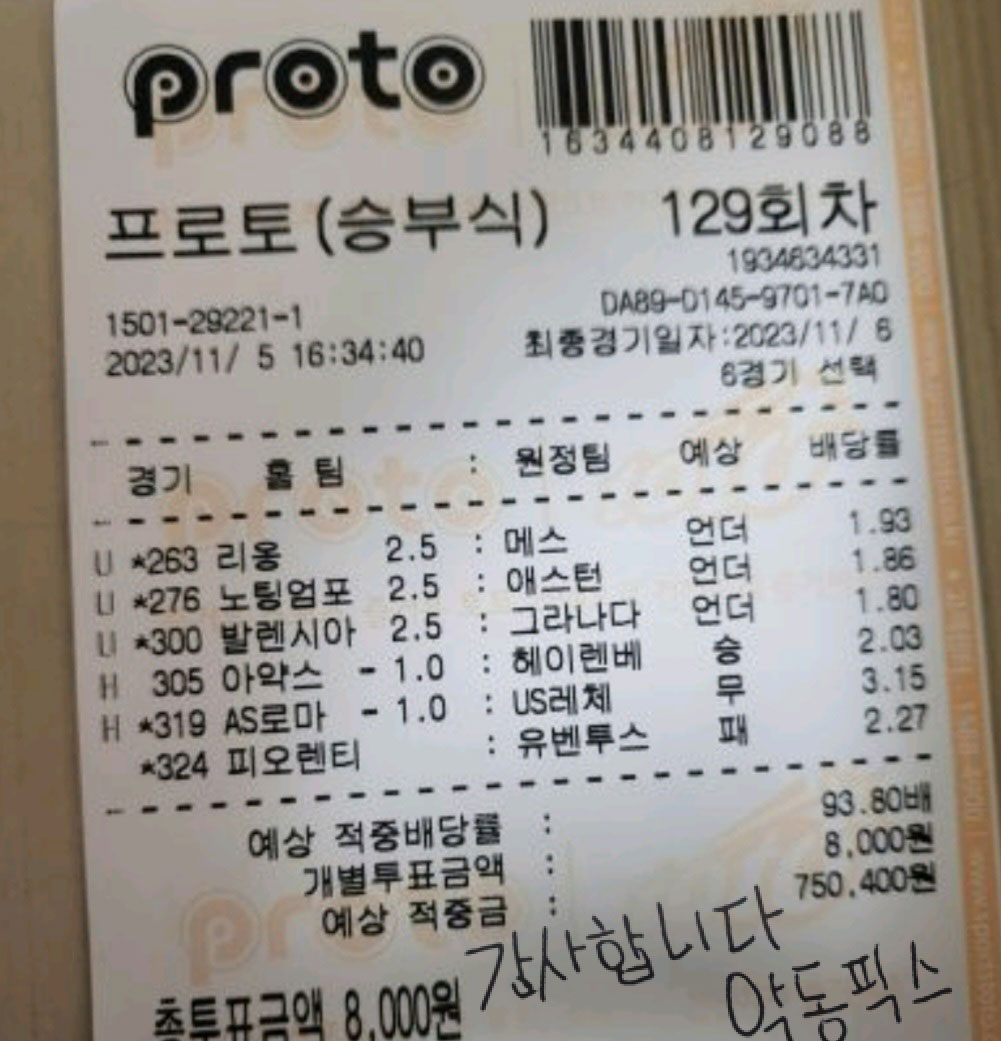 proto
1634408129088
프로토(승부식) 129회차
1934634331
1501-29221-1 DA89-D145-9701-7A0
2023/11/ 5 16:34:40 최종경기일자:2023/11/ 6
6경기 선택
경기 홈 팀 : 원정팀 예상 배당률
U *263 리옹 2.5 : 메스 언더 1.93
U *276 노팅엄포 2.5 : 애스턴 언더 1.86
U *300 발렌시아 2.5 : 그라나다 언더 1.80
H 305 아약스 - 1.0 : 헤이렌베 승 2.03
H *319 AS로마 - 1.0 : US레체 무 3.15
*324 피오렌티 : 유벤투스 패 2.27
예상 적중배당률 : 93.80배
개별투표금액 : 8,000원
예상 적중금 : 750,400원
감사합니다
총투표금액 8,000원
악동픽스